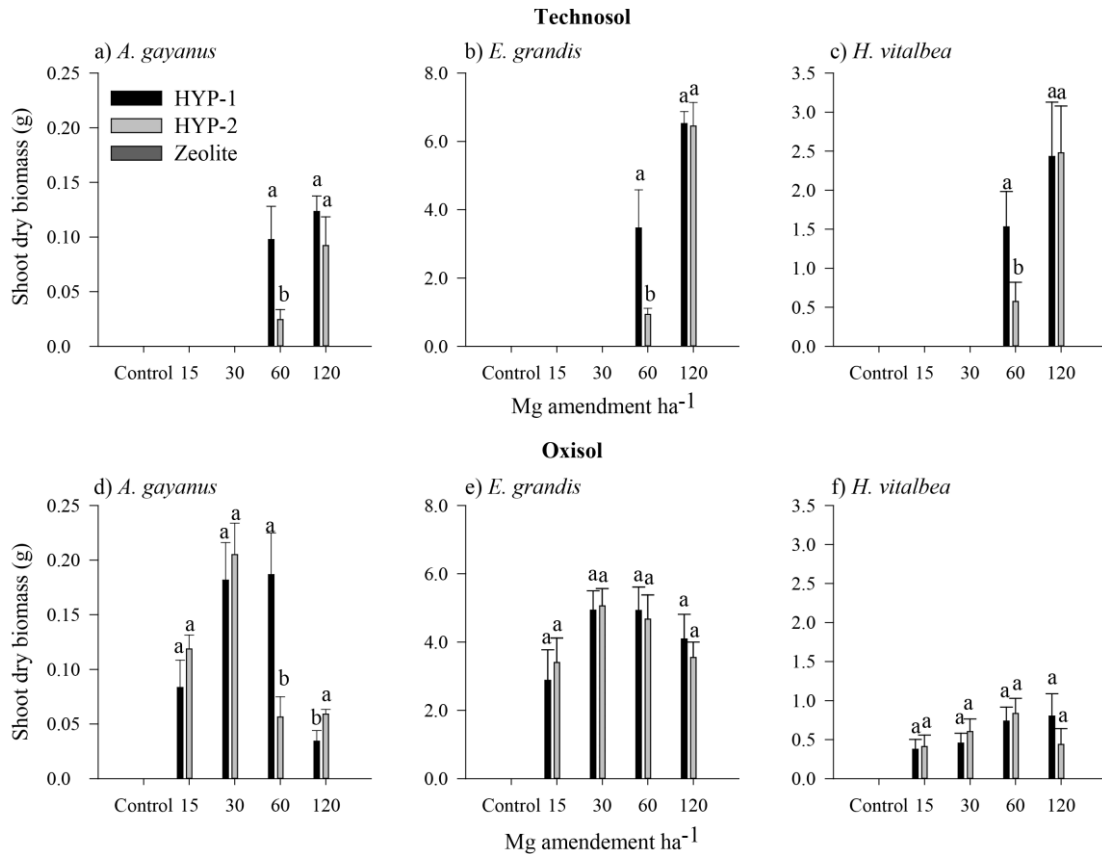 Technosol
a) A. gayanus
b) E. grandis
c) H. vitalbea
Shoot dry biomass (g)
0.25
0.20
0.15
0.10
0.05
0.0
HYP-1
HYP-2
Zeolite
a
b
a
a
Control 15 30 60 120
8.0
6.0
4.0
2.0
0.0
a
b
a
a
Control 15 30 60 120
3.5
3.0
2.5
2.0
1.5
1.0
0.5
0.0
a
b
a
a
Control 15 30 60 120
Mg amendment ha-1
Oxisol
d) A. gayanus
e) E. grandis
f) H. vitalbea
Shoot dry biomass (g)
0.25
0.20
0.15
0.10
0.05
0.0
a
a
a
a
a
b
b
a
Control 15 30 60 120
8.0
6.0
4.0
2.0
0.0
a
a
a
a
a
a
a
a
Control 15 30 60 120
3.5
3.0
2.5
2.0
1.5
1.0
0.5
0.0
a
a
a
a
a
a
a
a
Control 15 30 60 120
Mg amendement ha-1